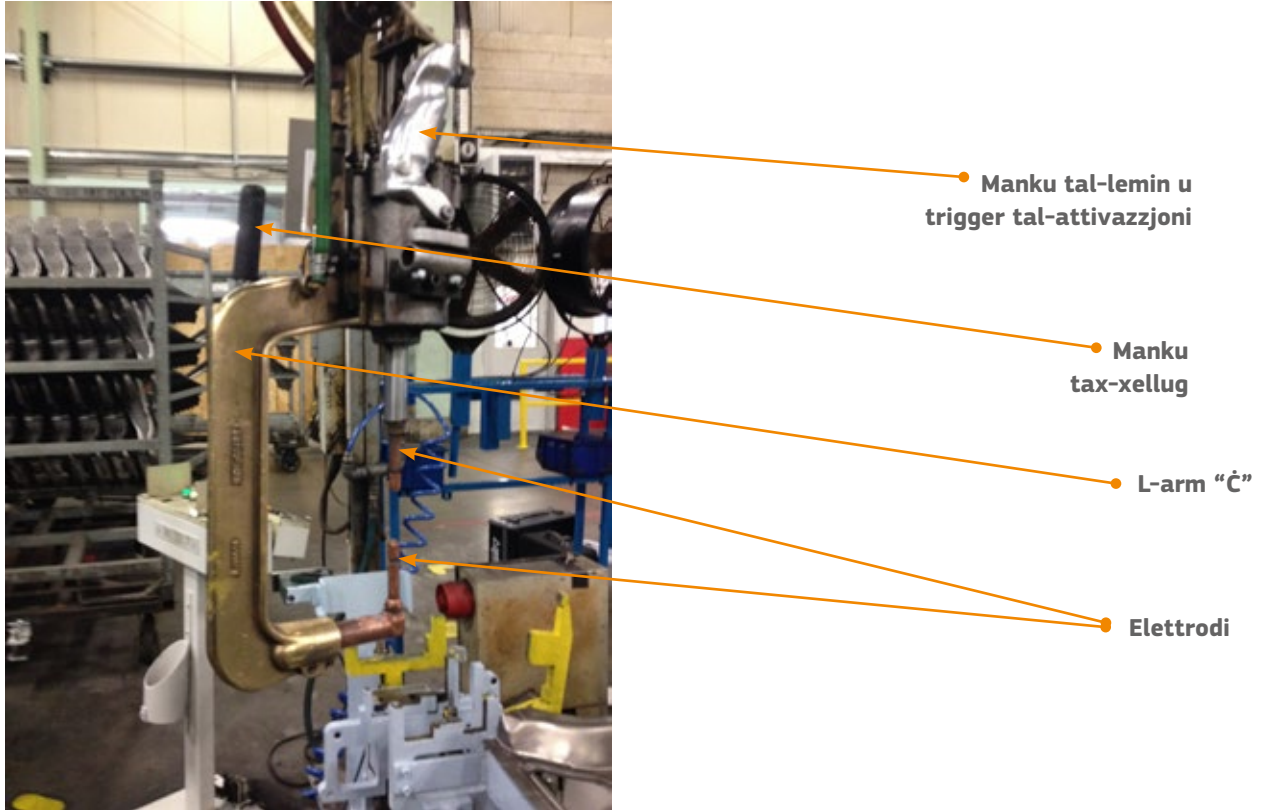 Manku tal-lemin u
trigger tal-attivazzjoni
Manku
tax-xellug
L-arm “Ċ”
Elettrodi